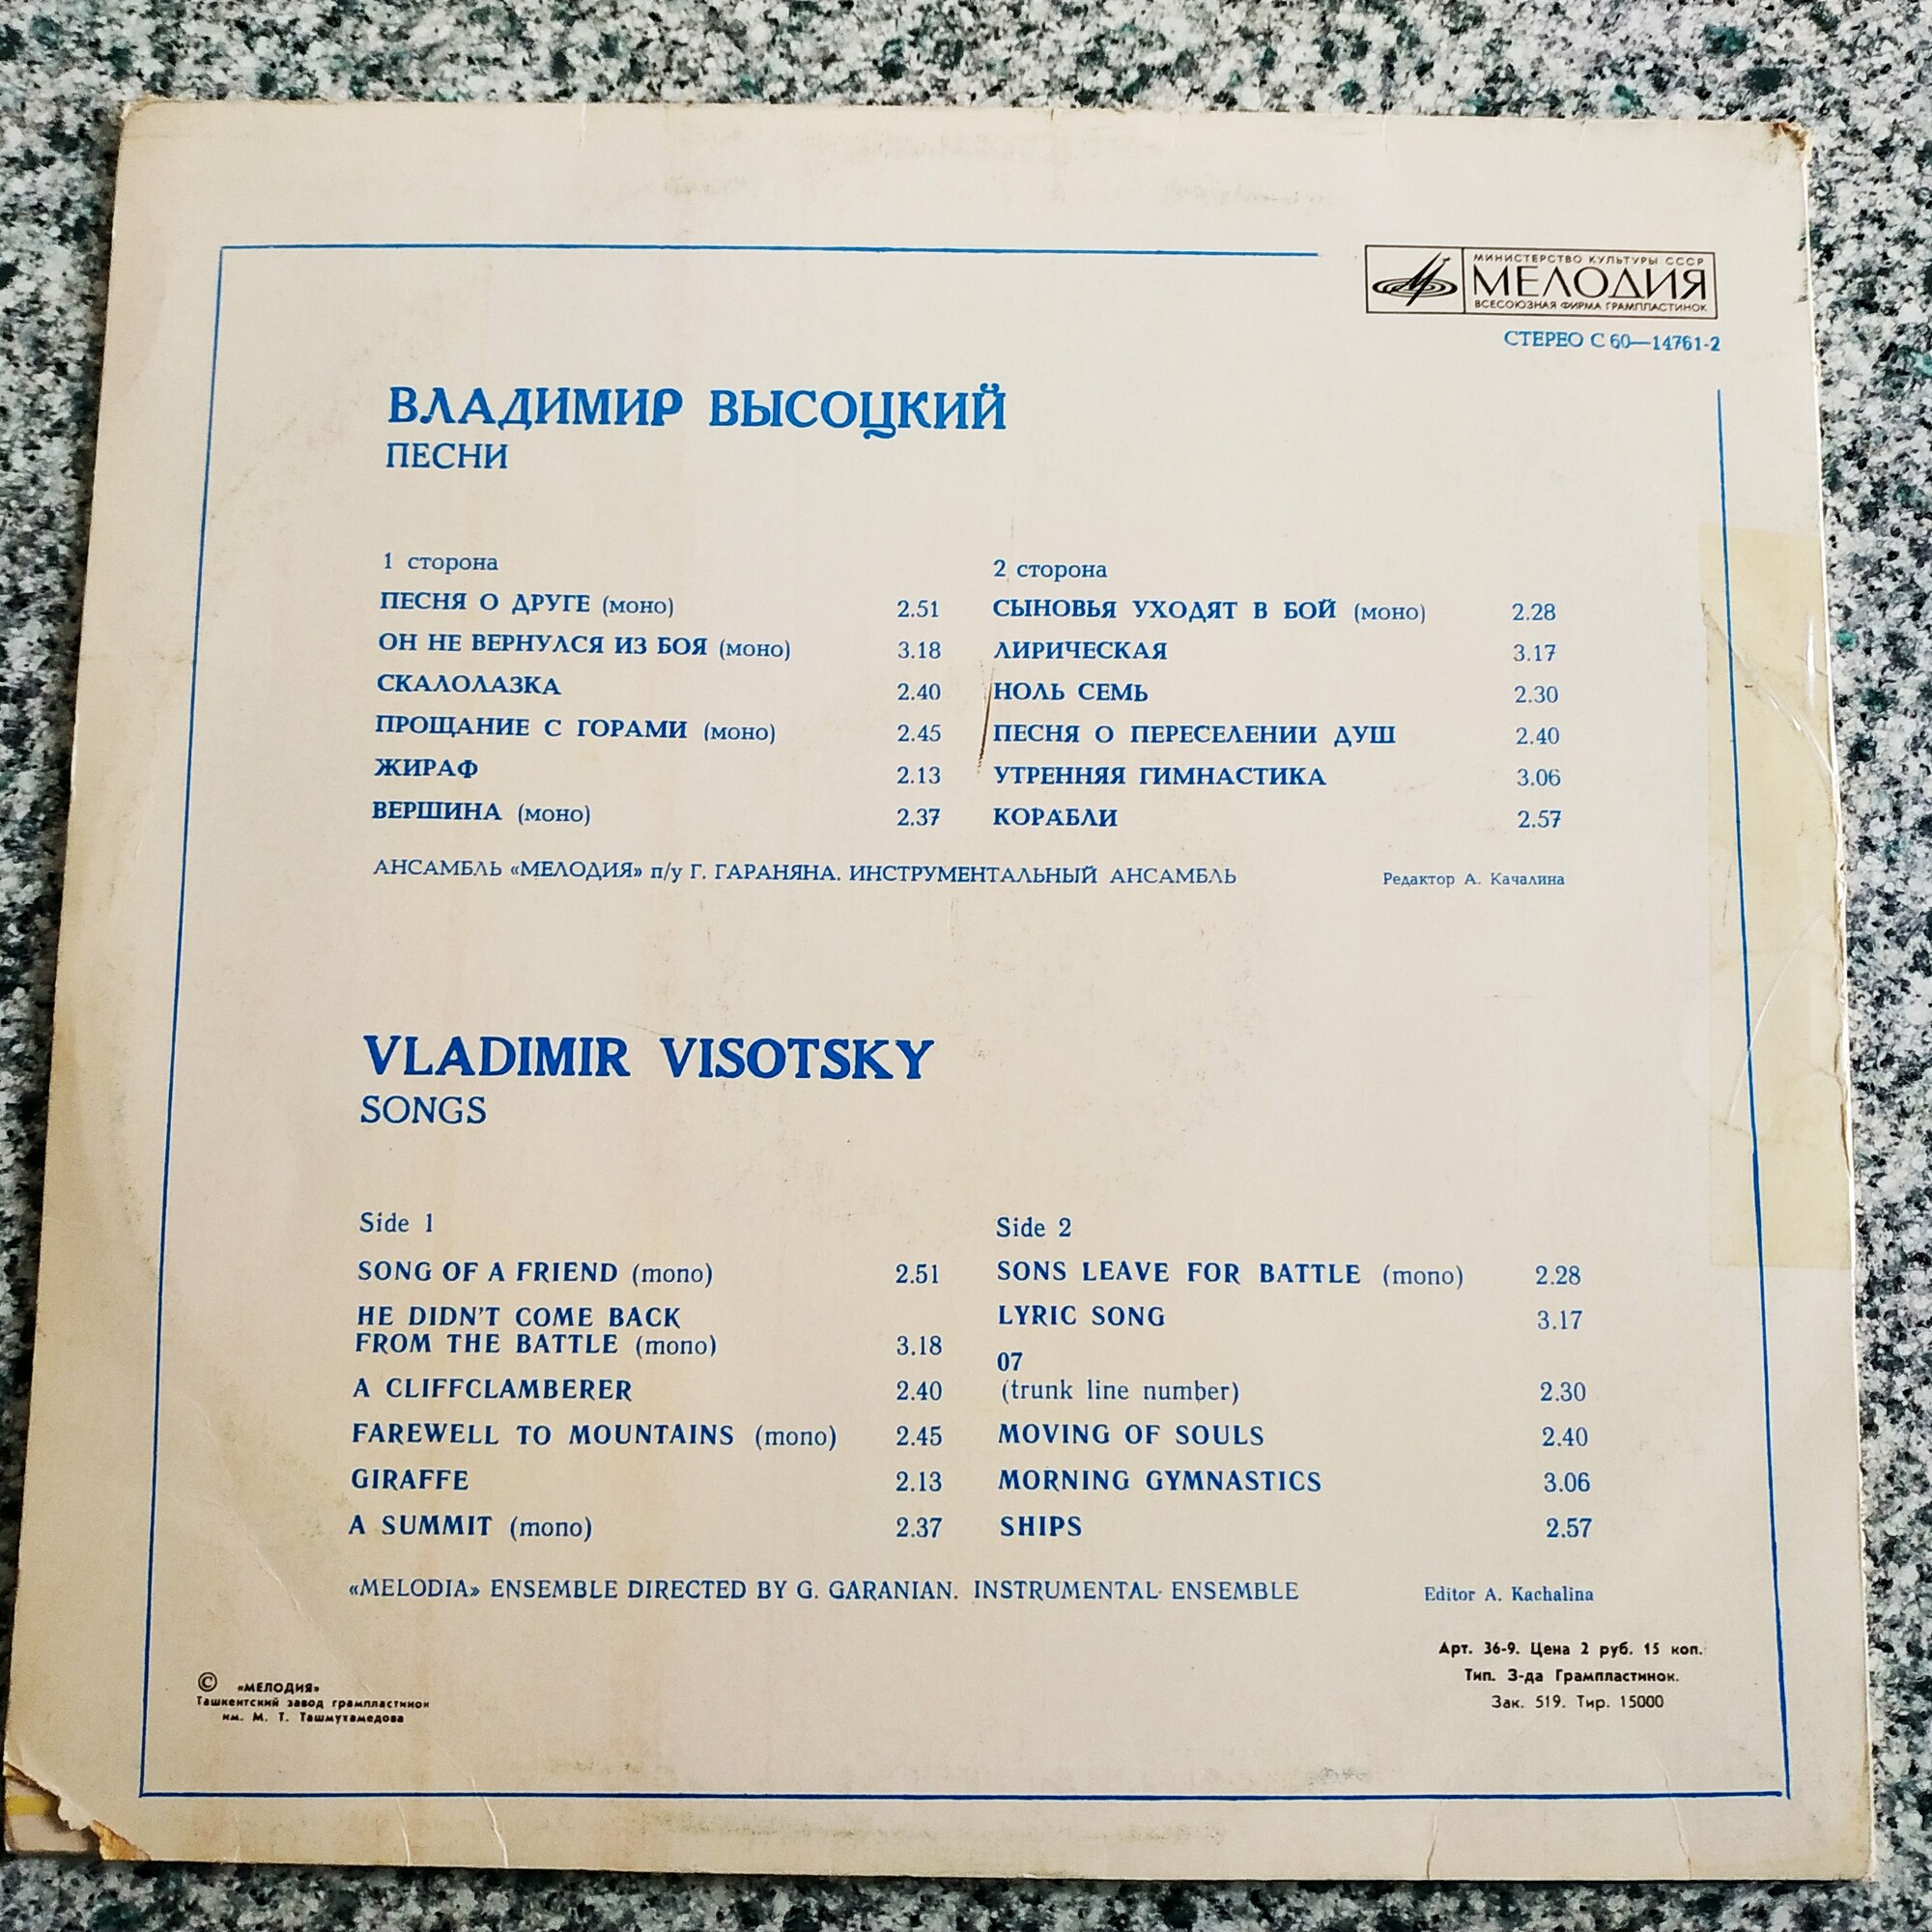 МИНИСТЕРСТВО КУЛЬТУРЫ СССР
МЕЛОДИЯ
ВСЕСОЮЗНАЯ ФИРМА ГРАМПЛАСТИНОК
СТЕРЕО С 60—14761-2
ВЛАДИМИР ВЫСОЦКИЙ
ПЕСНИ
1 сторона
ПЕСНЯ О ДРУГЕ (моно) 2.51
ОН НЕ ВЕРНУЛСЯ ИЗ БОЯ (моно) 3.18
СКАЛОЛАЗКА 2.40
ПРОЩАНИЕ С ГОРАМИ (моно) 2.45
ЖИРАФ 2.13
ВЕРШИНА (моно) 2.37
2 сторона
СЫНОВЬЯ УХОДЯТ В БОЙ (моно) 2.28
ЛИРИЧЕСКАЯ 3.17
НОЛЬ СЕМЬ 2.30
ПЕСНЯ О ПЕРЕСЕЛЕНИИ ДУШ 2.40
УТРЕННЯЯ ГИМНАСТИКА 3.06
КОРАБЛИ 2.57
АНСАМБЛЬ «МЕЛОДИЯ» п/у Г. ГАРАНЯНА. ИНСТРУМЕНТАЛЬНЫЙ АНСАМБЛЬ
Редактор А. Качалина
VLADIMIR VISOTSKY
SONGS
Side 1
SONG OF A FRIEND (mono) 2.51
HE DIDN'T COME BACK
FROM THE BATTLE (mono) 3.18
A CLIFFCLAMBERER 2.40
FAREWELL TO MOUNTAINS (mono) 2.45
GIRAFFE 2.13
A SUMMIT (mono) 2.37
Side 2
SONS LEAVE FOR BATTLE (mono) 2.28
LYRIC SONG 3.17
07
(trunk line number) 2.30
MOVING OF SOULS 2.40
MORNING GYMNASTICS 3.06
SHIPS 2.57
«MELODIA» ENSEMBLE DIRECTED BY G. GARANIAN. INSTRUMENTAL ENSEMBLE
Editor A. Kachalina
Арт. 36-9. Цена 2 руб. 15 коп.
Тип. З-да Грампластинок.
Зак. 519. Тир. 15000
© «МЕЛОДИЯ»
Ташкентский завод грампластинок
им. М. Т. Ташмухамедова